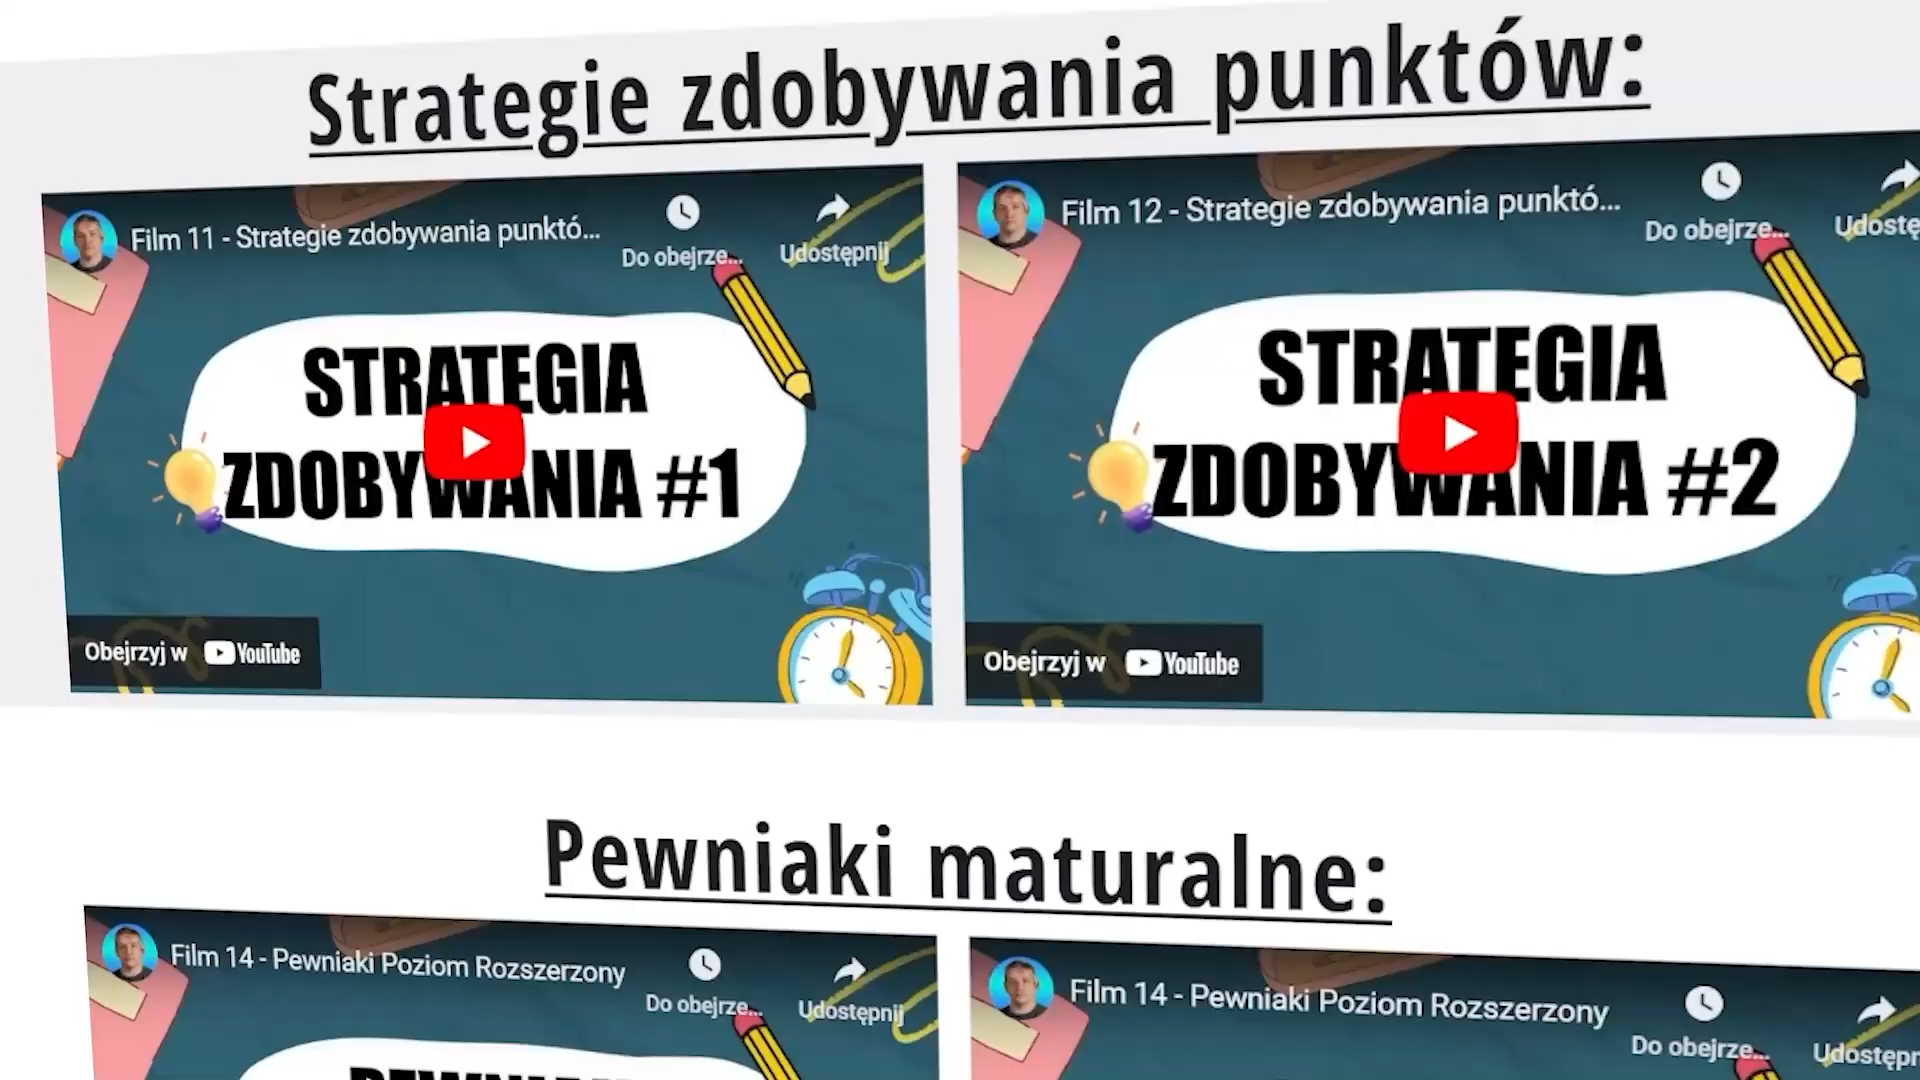 Strategie zdobywania punktów:
Film 11 - Strategie zdobywania punktó...
Do obejrze...
Udostępnij
STRATEGIA
ZDOBYWANIA #1
Obejrzyj w YouTube
Film 12 - Strategie zdobywania punktó...
Do obejrze...
Udostę
STRATEGIA
ZDOBYWANIA #2
Obejrzyj w YouTube
Pewniaki maturalne:
Film 14 - Pewniaki Poziom Rozszerzony
Do obejrze...
Udostępnij
Film 14 - Pewniaki Poziom Rozszerzony
Do obejrze...
Udostępn